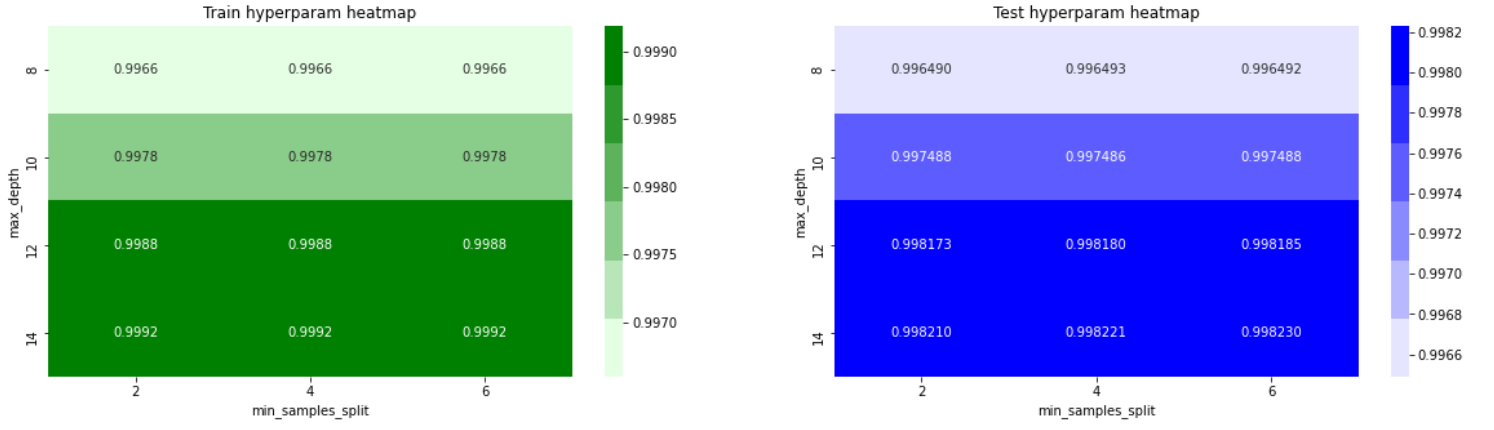 Train hyperparam heatmap
max_depth
8 0.9966 0.9966 0.9966
10 0.9978 0.9978 0.9978
12 0.9988 0.9988 0.9988
14 0.9992 0.9992 0.9992
2 4 6
min_samples_split
0.9990
0.9985
0.9980
0.9975
0.9970
Test hyperparam heatmap
max_depth
8 0.996490 0.996493 0.996492
10 0.997488 0.997486 0.997488
12 0.998173 0.998180 0.998185
14 0.998210 0.998221 0.998230
2 4 6
min_samples_split
0.9982
0.9980
0.9978
0.9976
0.9974
0.9972
0.9970
0.9968
0.9966